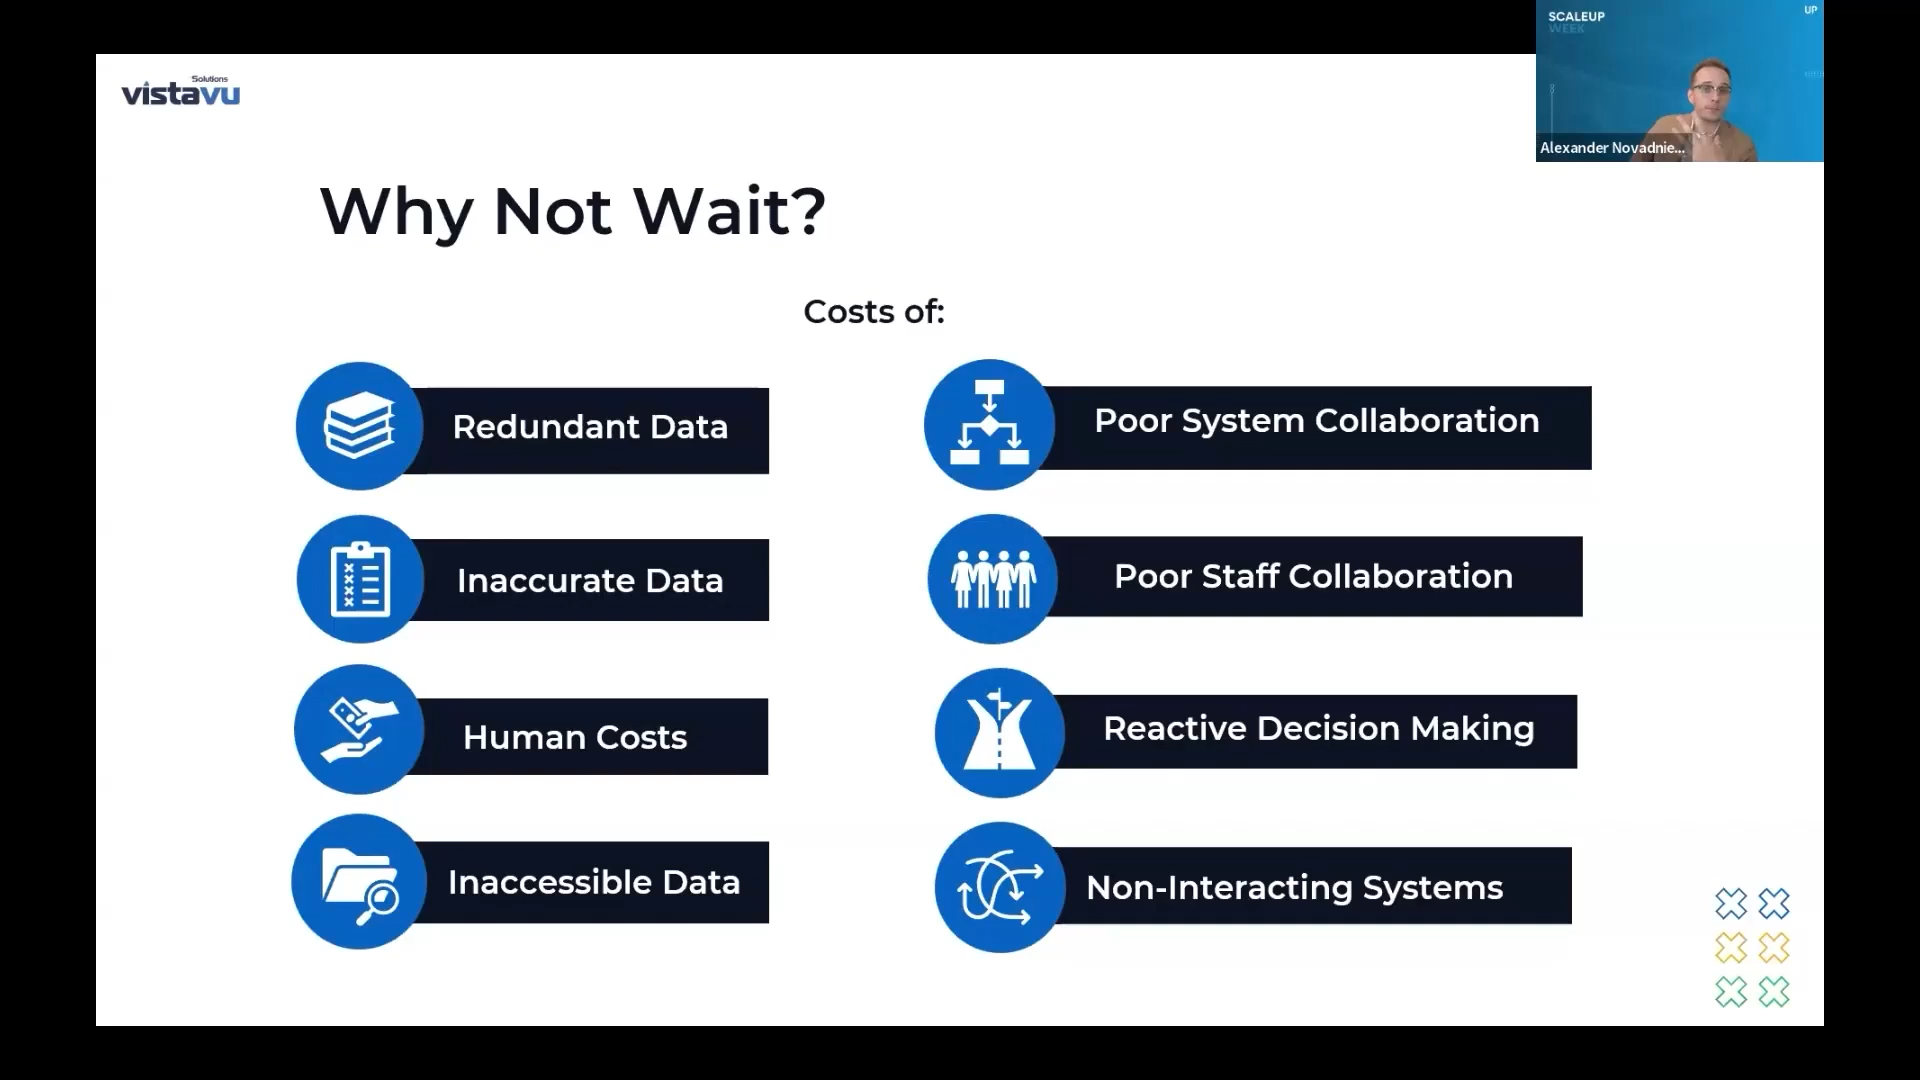 SCALEUP
WEEK
UP
Alexander Novadnie...
Solutions
vistavu
Why Not Wait?
Costs of:
Redundant Data
Poor System Collaboration
Inaccurate Data
Poor Staff Collaboration
Human Costs
Reactive Decision Making
Inaccessible Data
Non-Interacting Systems